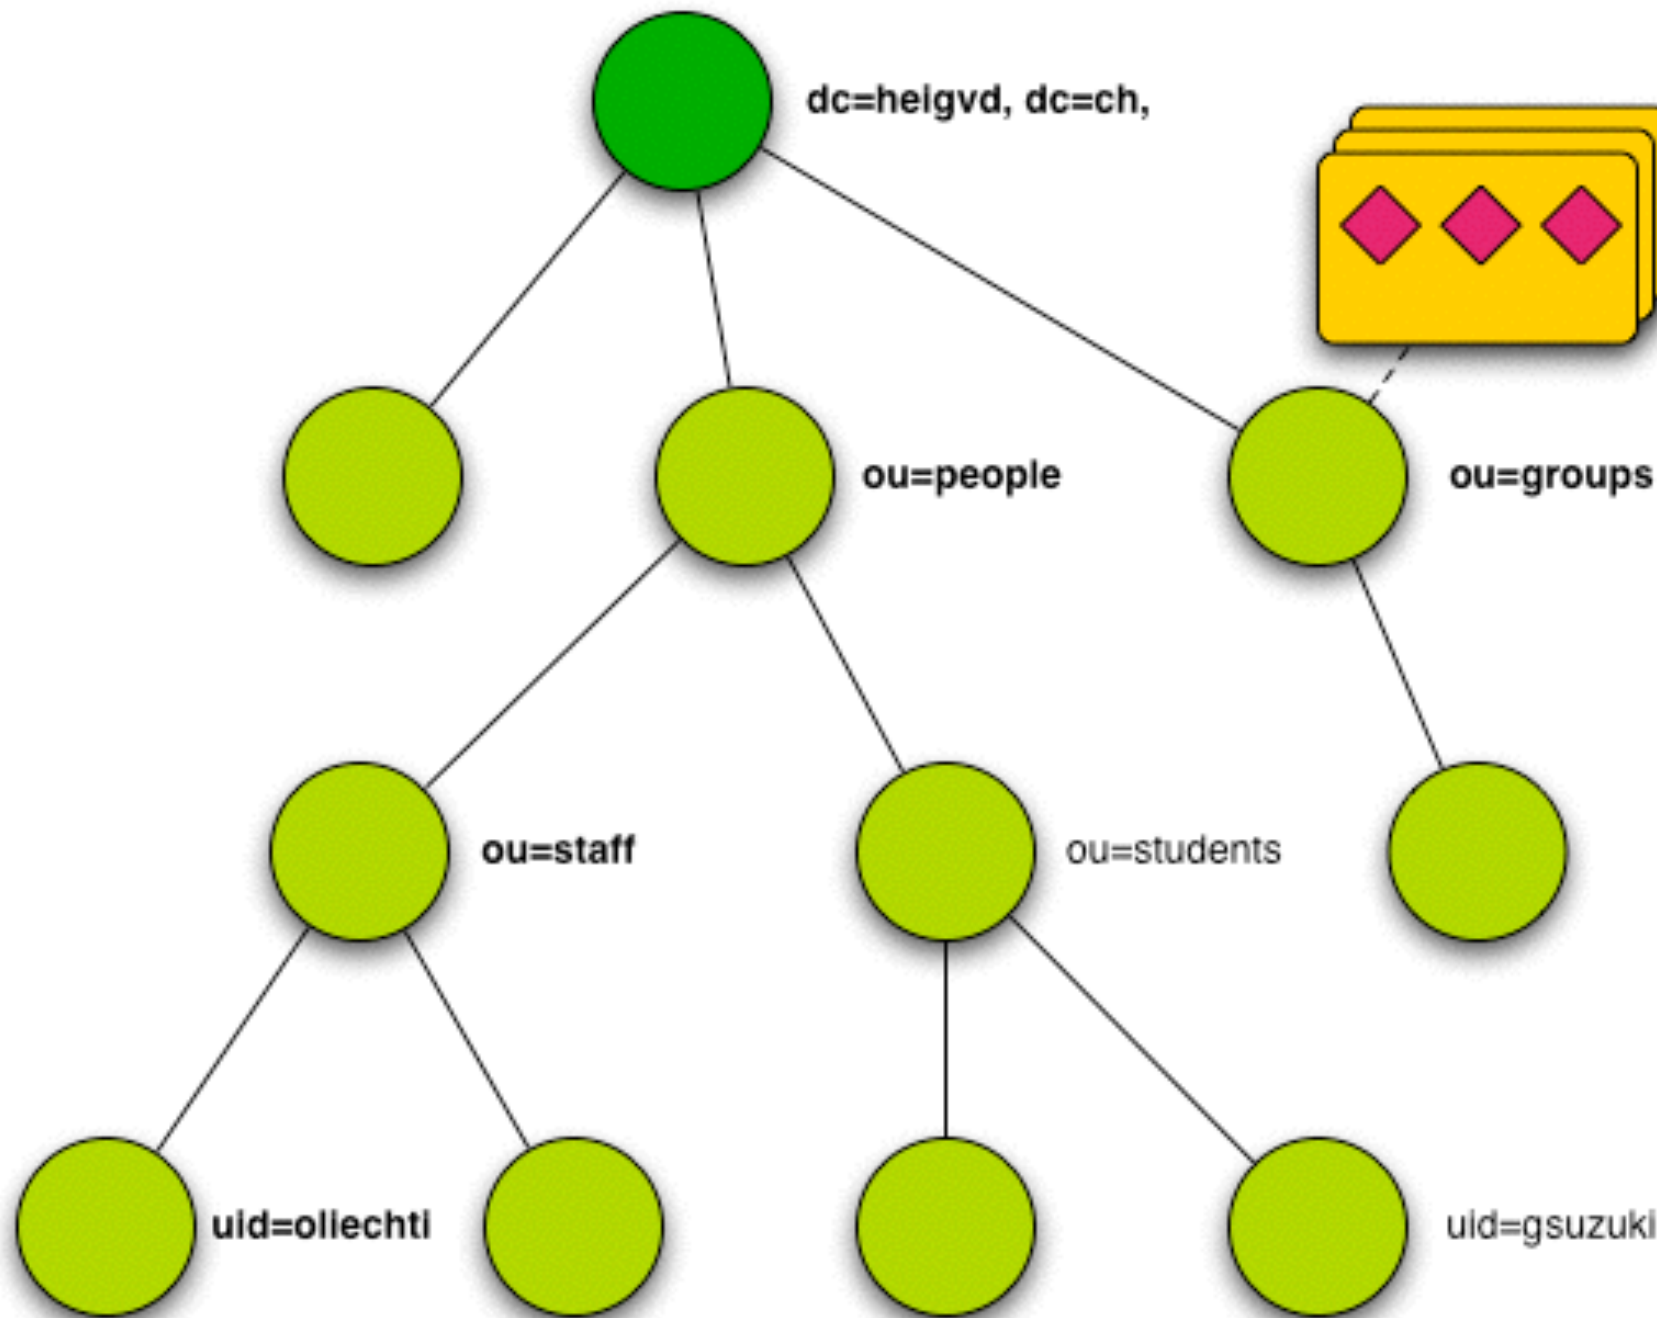 dc=heigvd, dc=ch,
ou=people
ou=groups
ou=staff
ou=students
uid=oliechti
uid=gsuzuki